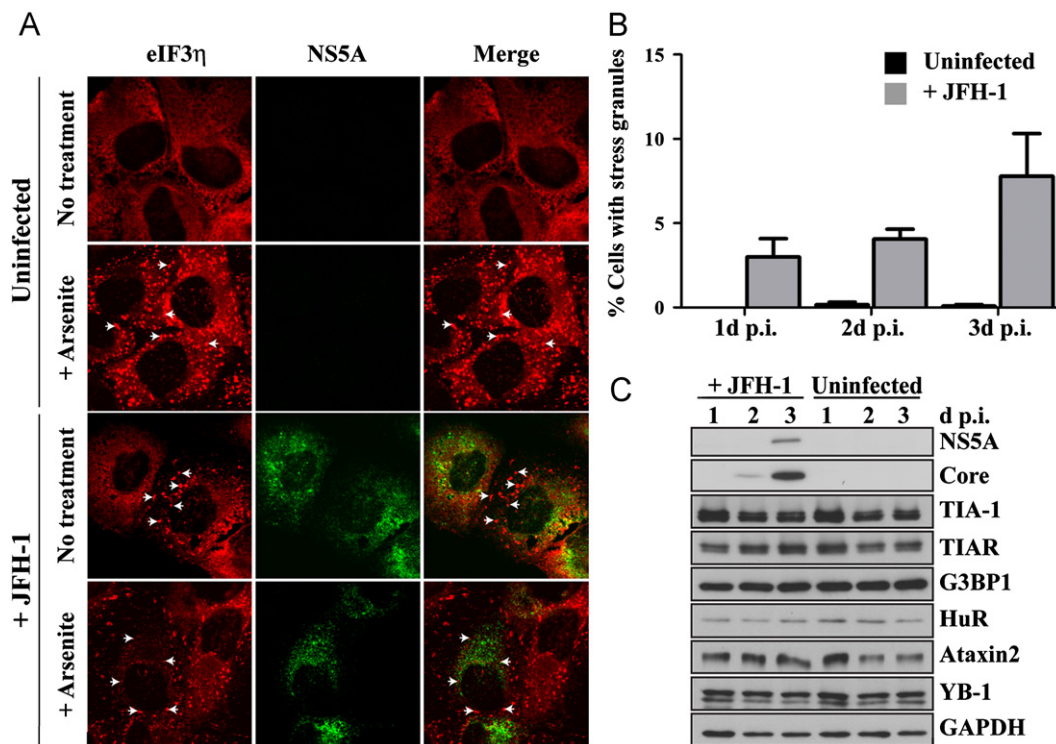 A
eIF3η NS5A Merge
Uninfected
No treatment
+ Arsenite
+ JFH-1
No treatment
+ Arsenite
B
% Cells with stress granules
15
10
5
0
Uninfected
+ JFH-1
1d p.i. 2d p.i. 3d p.i.
C
+ JFH-1 Uninfected
1 2 3 1 2 3 d p.i.
NS5A
Core
TIA-1
TIAR
G3BP1
HuR
Ataxin2
YB-1
GAPDH